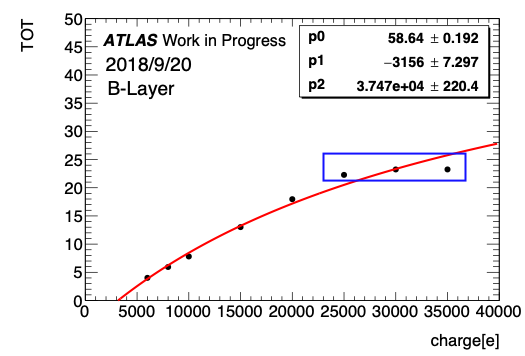 TOT
50
45
40
35
30
25
20
15
10
5
0
ATLAS Work in Progress
2018/9/20
B-Layer
p0 58.64 ± 0.192
p1 −3156 ± 7.297
p2 3.747e+04 ± 220.4
0 5000 10000 15000 20000 25000 30000 35000 40000
charge[e]